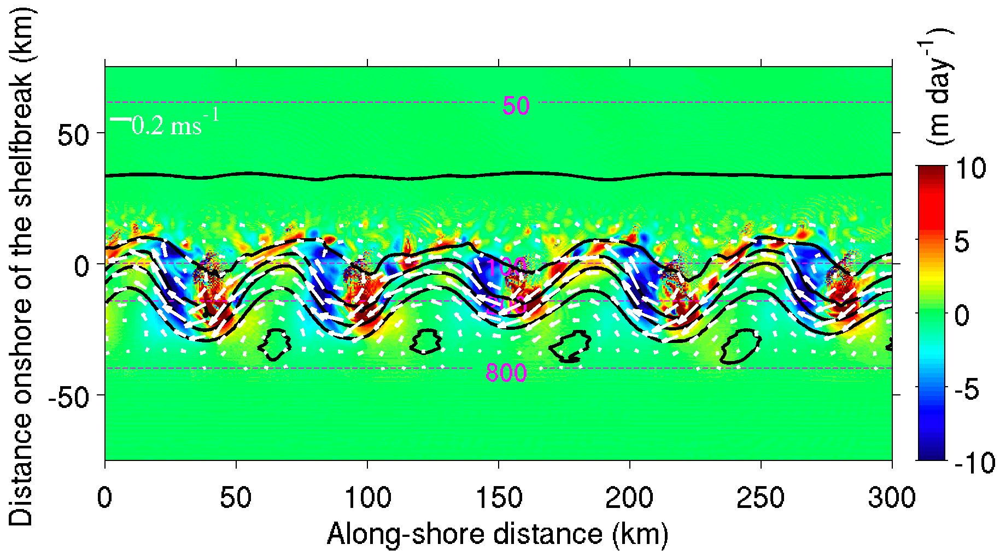 Distance onshore of the shelfbreak (km)
(m day⁻¹)
50
0.2 ms⁻¹
50
0
-50
100
200
800
10
5
0
-5
-10
0 50 100 150 200 250 300
Along-shore distance (km)